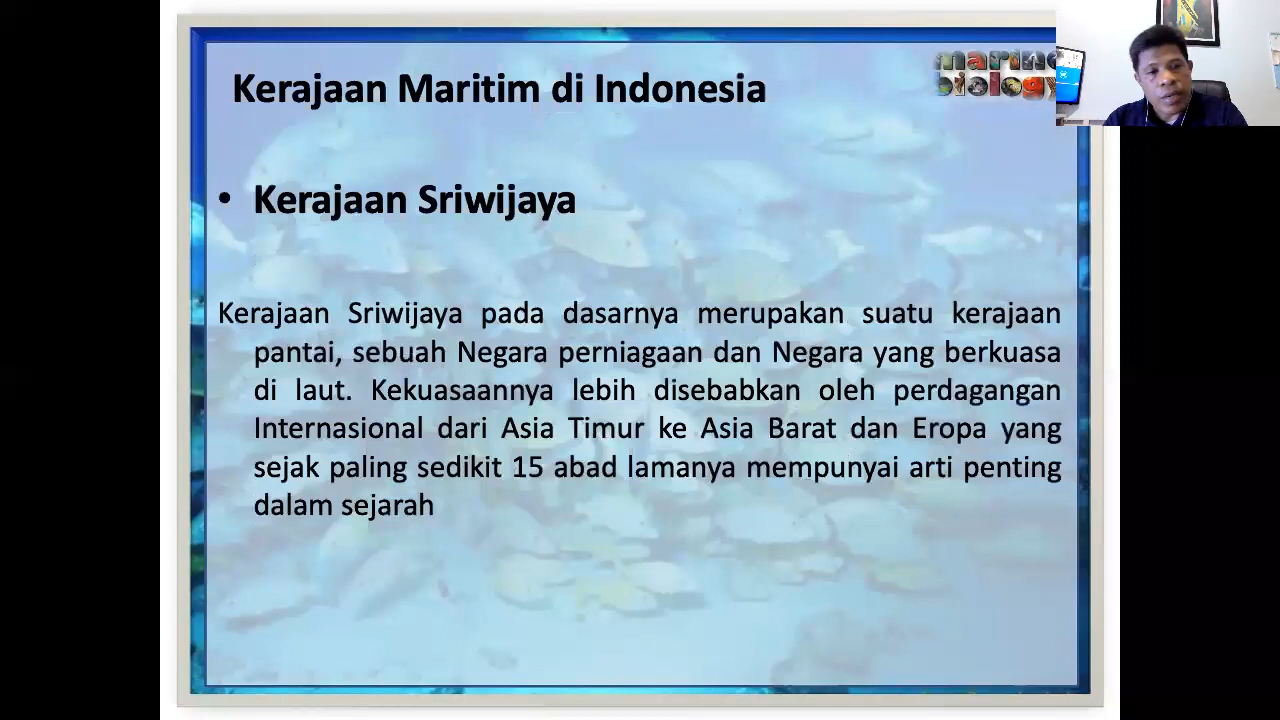 Kerajaan Maritim di Indonesia
marine
biology
• Kerajaan Sriwijaya
Kerajaan Sriwijaya pada dasarnya merupakan suatu kerajaan
pantai, sebuah Negara perniagaan dan Negara yang berkuasa
di laut. Kekuasaannya lebih disebabkan oleh perdagangan
Internasional dari Asia Timur ke Asia Barat dan Eropa yang
sejak paling sedikit 15 abad lamanya mempunyai arti penting
dalam sejarah